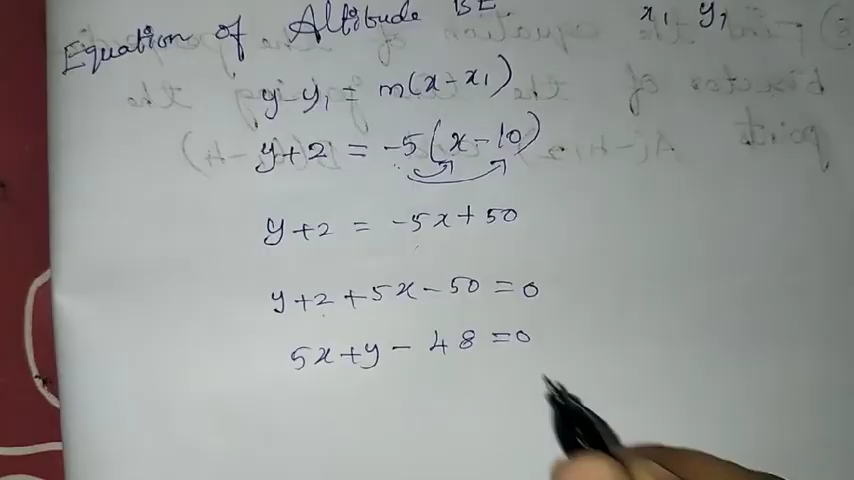 Equation of Altitude BE x₁ y₁
y-y₁ = m(x-x₁)
y+2 = -5(x-10)
y+2 = -5x+50
y+2+5x-50=0
5x+y-48=0